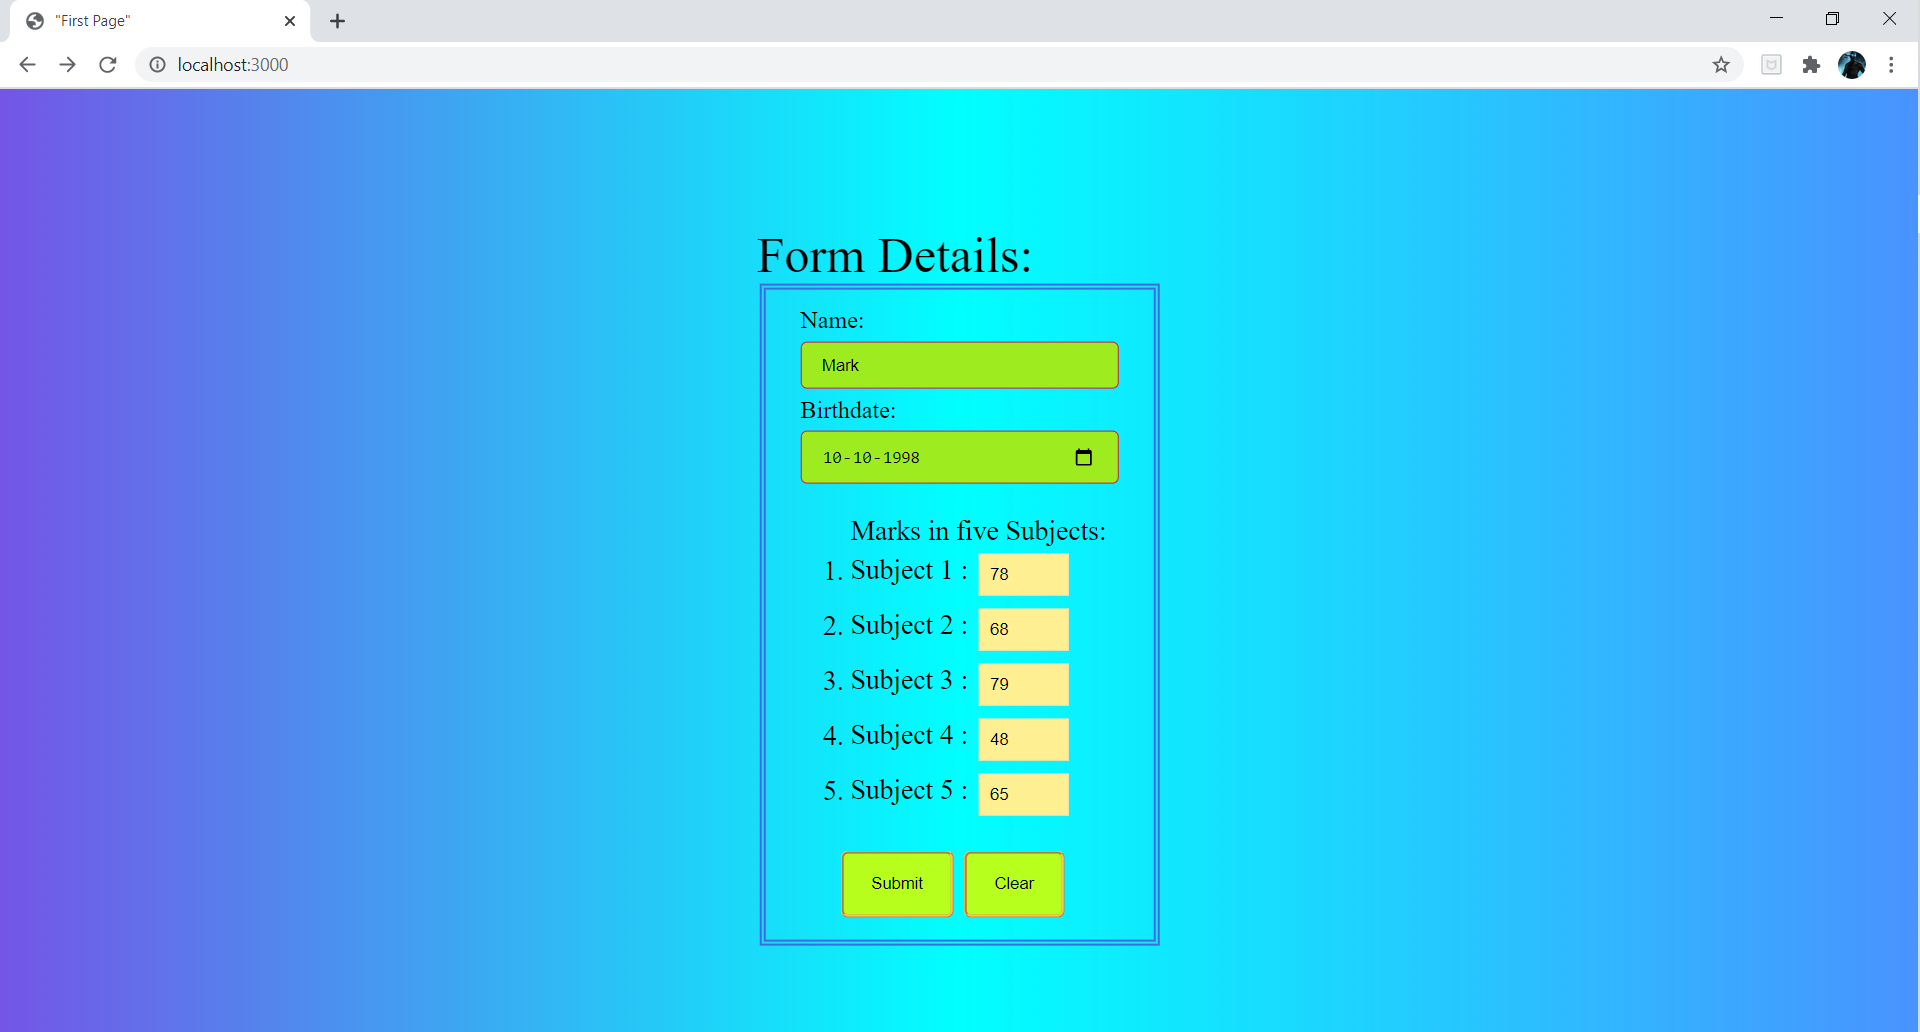 "First Page"
localhost:3000
Form Details:
Name:
Mark
Birthdate:
10-10-1998
Marks in five Subjects:
1. Subject 1 : 78
2. Subject 2 : 68
3. Subject 3 : 79
4. Subject 4 : 48
5. Subject 5 : 65
Submit Clear